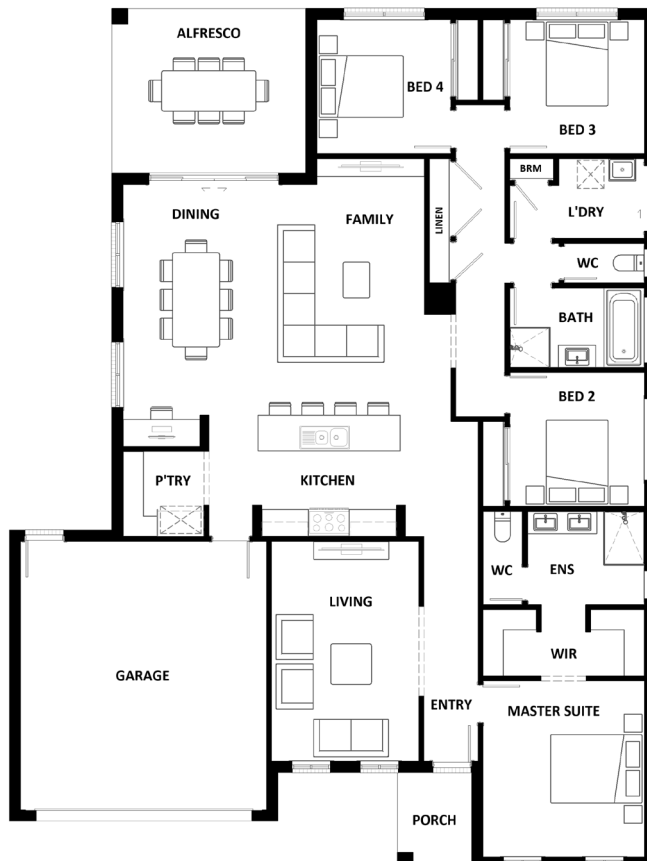 ALFRESCO
BED 4
BED 3
BRM
DINING
FAMILY
LINEN
L'DRY
WC
BATH
BED 2
P'TRY
KITCHEN
WC
ENS
LIVING
WIR
GARAGE
ENTRY
MASTER SUITE
PORCH